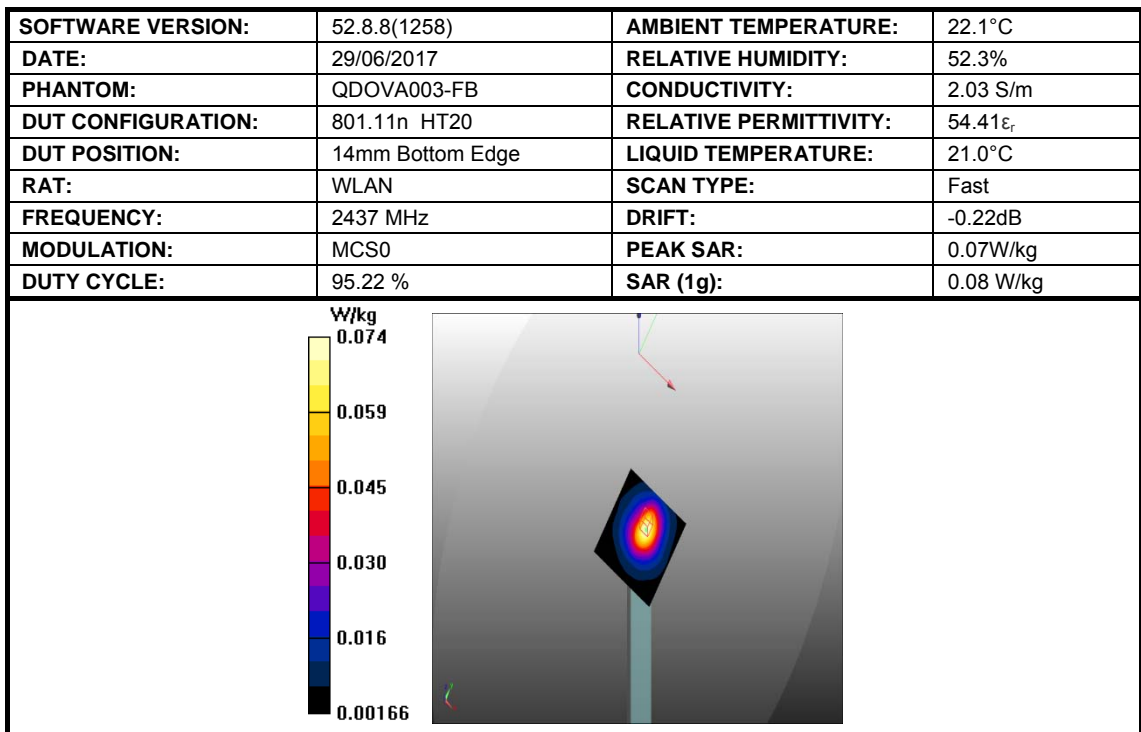 SOFTWARE VERSION: 52.8.8(1258) AMBIENT TEMPERATURE: 22.1°C
DATE: 29/06/2017 RELATIVE HUMIDITY: 52.3%
PHANTOM: QDOVA003-FB CONDUCTIVITY: 2.03 S/m
DUT CONFIGURATION: 801.11n HT20 RELATIVE PERMITTIVITY: 54.41εᵣ
DUT POSITION: 14mm Bottom Edge LIQUID TEMPERATURE: 21.0°C
RAT: WLAN SCAN TYPE: Fast
FREQUENCY: 2437 MHz DRIFT: -0.22dB
MODULATION: MCS0 PEAK SAR: 0.07W/kg
DUTY CYCLE: 95.22 % SAR (1g): 0.08 W/kg
W/kg
0.074
0.059
0.045
0.030
0.016
0.00166